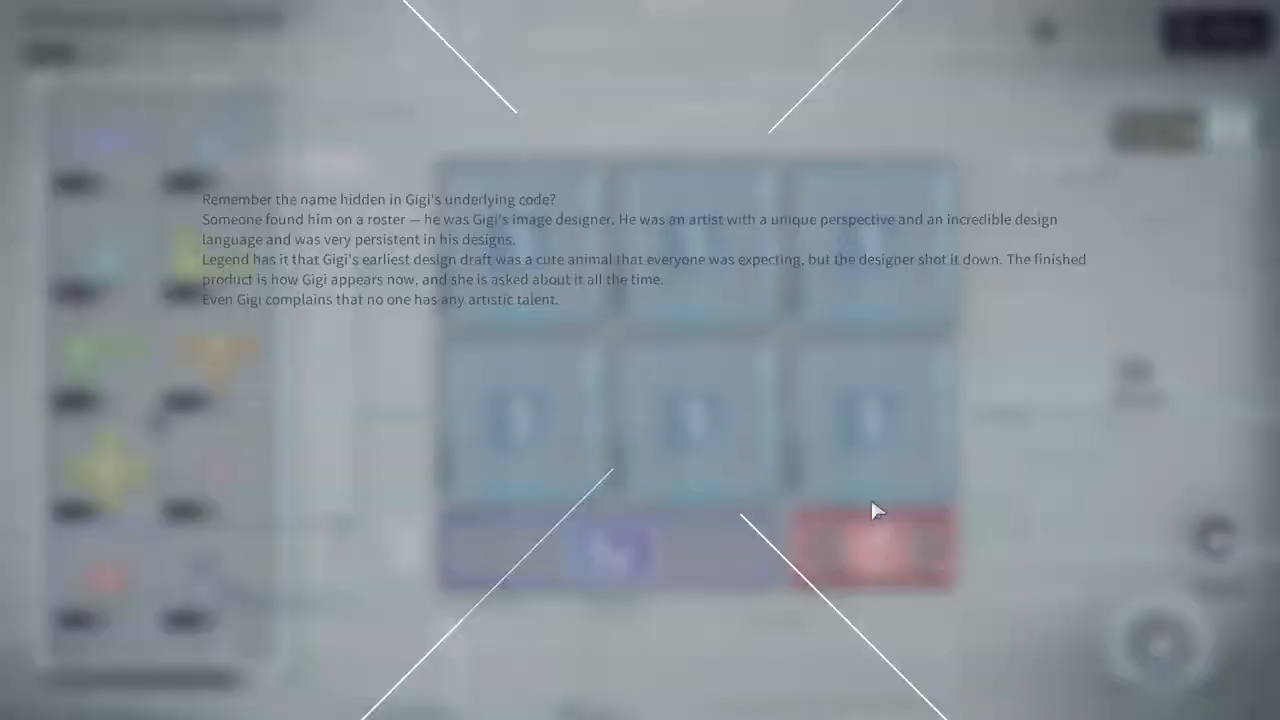 Remember the name hidden in Gigi's underlying code?
Someone found him on a roster — he was Gigi's image designer. He was an artist with a unique perspective and an incredible design
language and was very persistent in his designs.
Legend has it that Gigi's earliest design draft was a cute animal that everyone was expecting, but the designer shot it down. The finished
product is how Gigi appears now, and she is asked about it all the time.
Even Gigi complains that no one has any artistic talent.